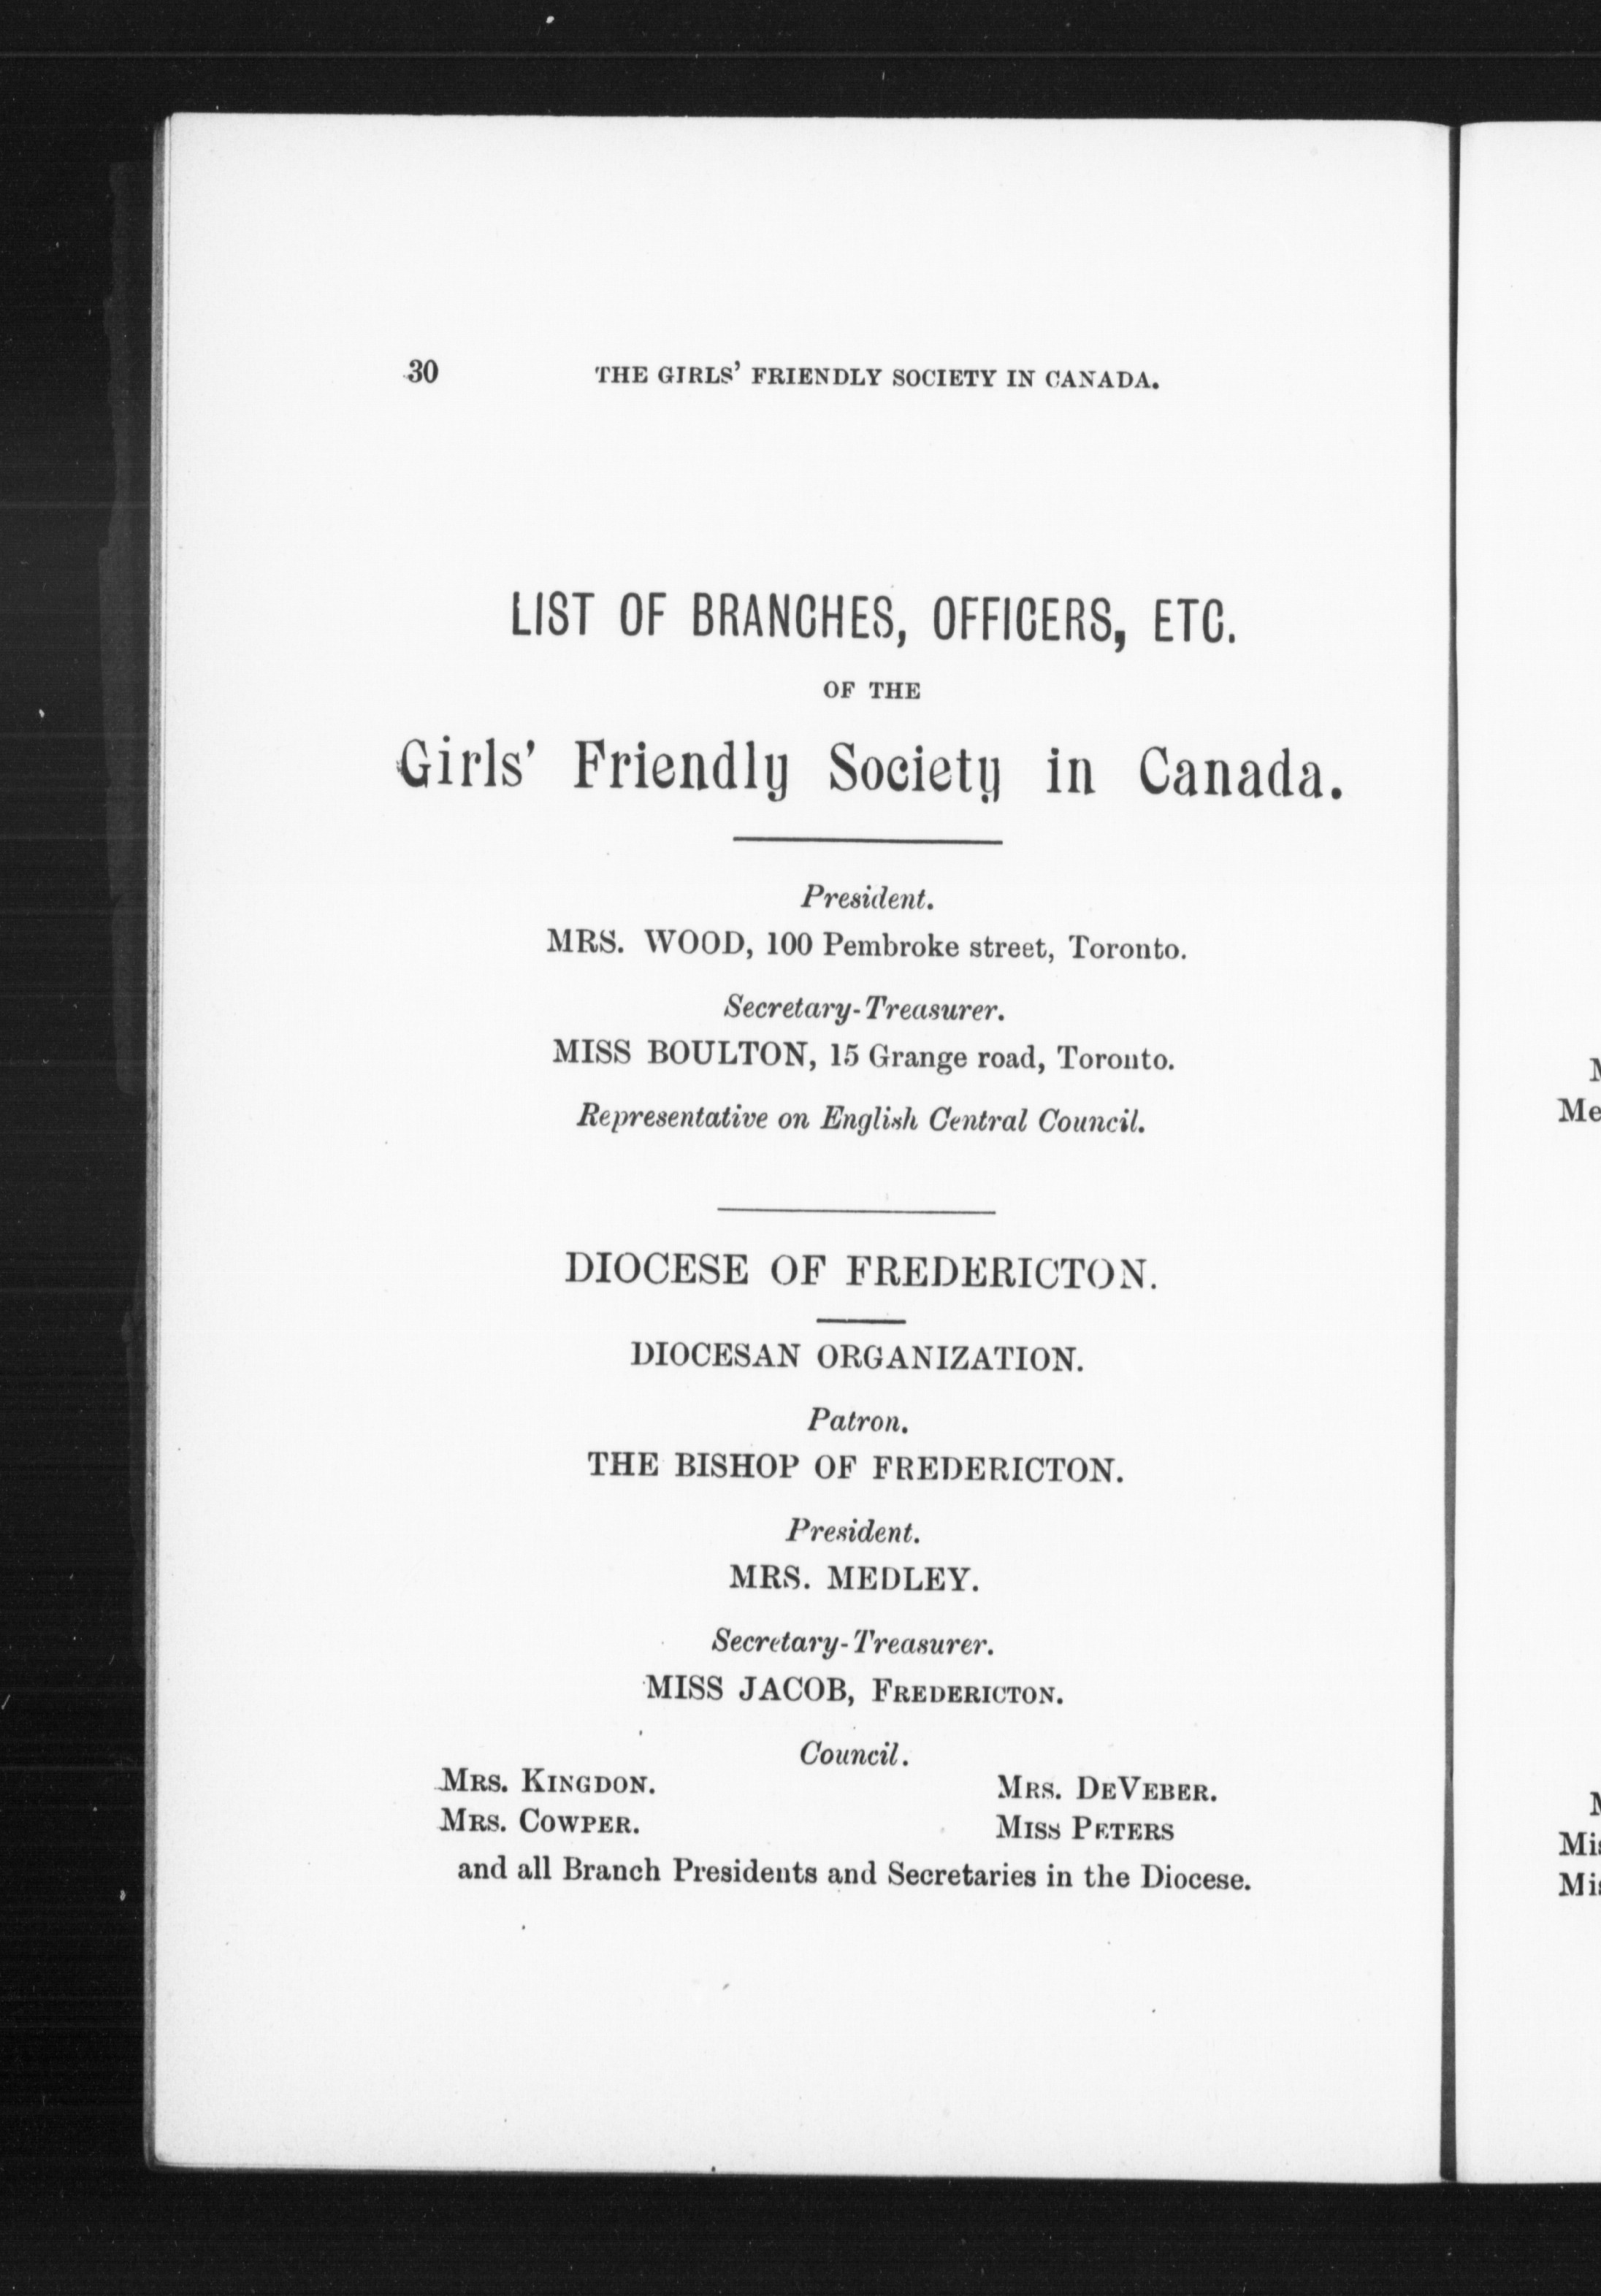 30 THE GIRLS' FRIENDLY SOCIETY IN CANADA.
LIST OF BRANCHES, OFFICERS, ETC.
OF THE
Girls' Friendly Society in Canada.
President.
MRS. WOOD, 100 Pembroke street, Toronto.
Secretary-Treasurer.
MISS BOULTON, 15 Grange road, Toronto.
Representative on English Central Council.
DIOCESE OF FREDERICTON.
DIOCESAN ORGANIZATION.
Patron.
THE BISHOP OF FREDERICTON.
President.
MRS. MEDLEY.
Secretary-Treasurer.
MISS JACOB, FREDERICTON.
Council.
MRS. KINGDON. MRS. DEVEBER.
MRS. COWPER. MISS PETERS
and all Branch Presidents and Secretaries in the Diocese.